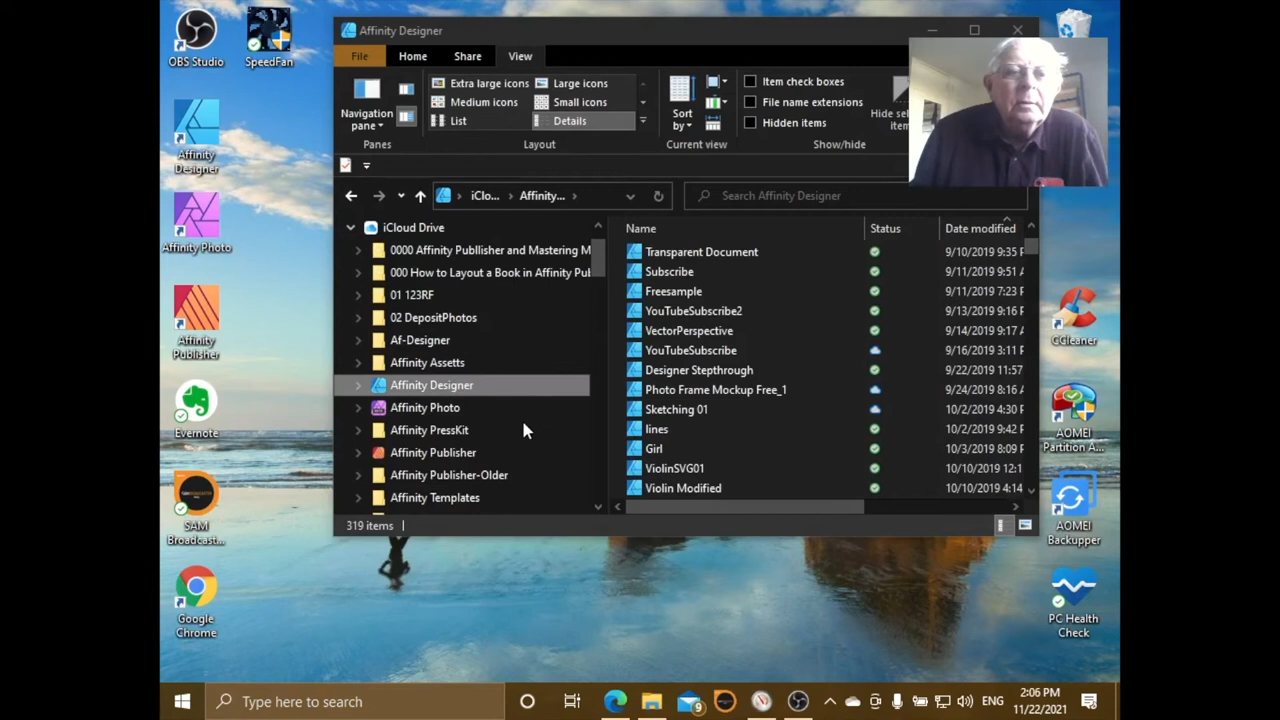 OBS Studio
SpeedFan
Affinity Designer
Affinity Photo
Affinity Publisher
Evernote
SAM Broadcast...
Google Chrome
Affinity Designer
File Home Share View
Navigation pane
Extra large icons Large icons
Medium icons Small icons
List Details
Sort by
Item check boxes
File name extensions
Hidden items
Hide sel
Panes Layout Current view Show/hide
iClo... Affinity...
Search Affinity Designer
iCloud Drive
0000 Affinity Publlisher and Mastering M
000 How to Layout a Book in Affinity Pub
01 123RF
02 DepositPhotos
Af-Designer
Affinity Assetts
Affinity Designer
Affinity Photo
Affinity PressKit
Affinity Publisher
Affinity Publisher-Older
Affinity Templates
Name Status Date modified
Transparent Document 9/10/2019 9:35 P
Subscribe 9/11/2019 9:51 A
Freesample 9/11/2019 7:23 P
YouTubeSubscribe2 9/13/2019 9:16 P
VectorPerspective 9/14/2019 9:17 A
YouTubeSubscribe 9/16/2019 3:11 P
Designer Stepthrough 9/22/2019 11:57
Photo Frame Mockup Free_1 9/24/2019 8:16 A
Sketching 01 10/2/2019 4:30 P
lines 10/2/2019 9:42 P
Girl 10/3/2019 8:09 P
ViolinSVG01 10/10/2019 12:1
Violin Modified 10/10/2019 4:14
319 items
CCleaner
AOMEI Partition A...
AOMEI Backupper
PC Health Check
Type here to search
9
ENG
2:06 PM
11/22/2021